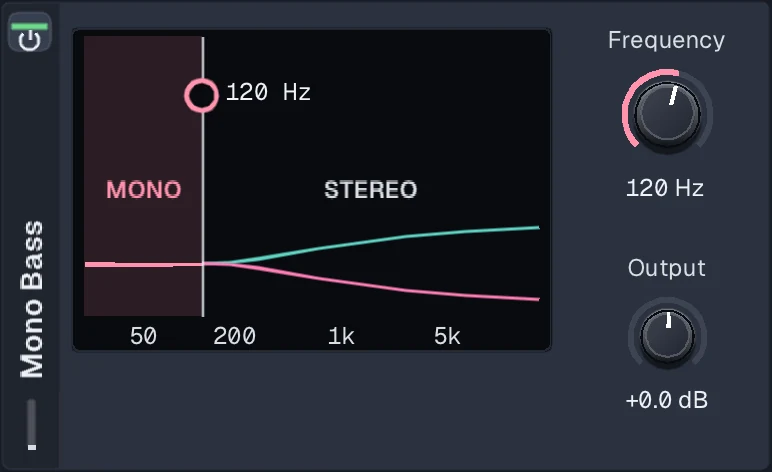 Mono Bass
120 Hz
MONO
STEREO
50 200 1k 5k
Frequency
120 Hz
Output
+0.0 dB